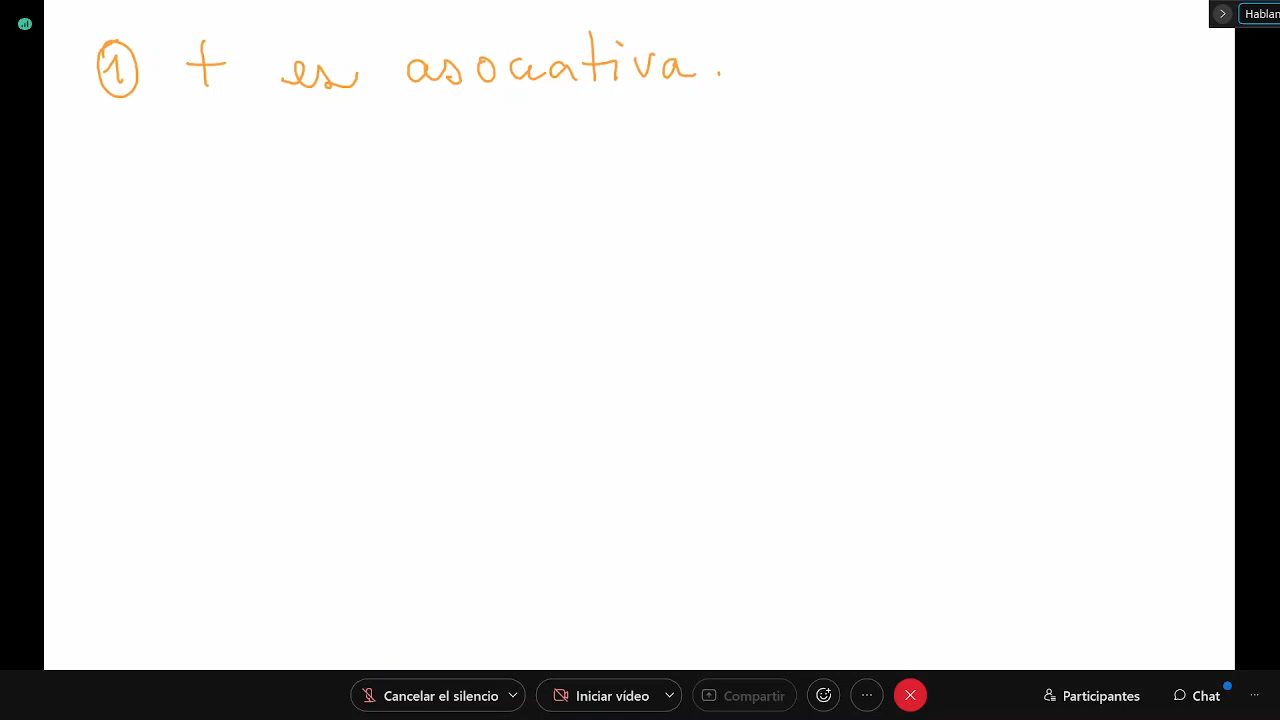 Hablan
① + es asociativa.
Cancelar el silencio
Iniciar vídeo
Compartir
Participantes
Chat